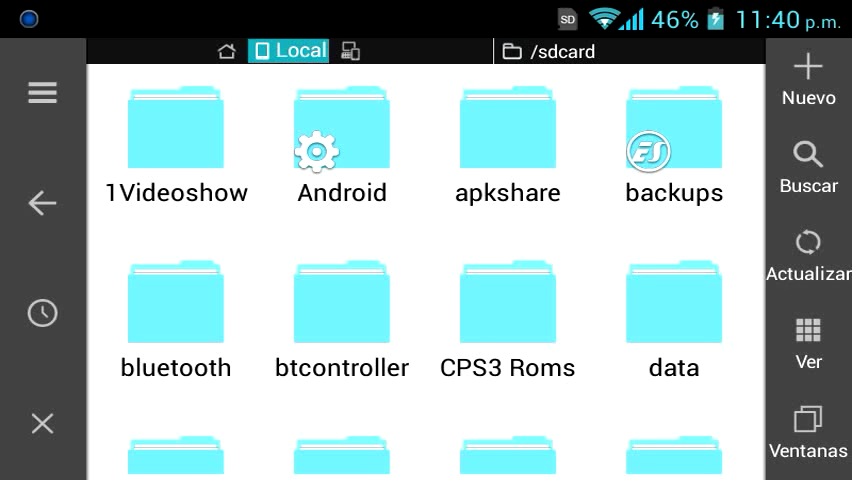 SD 46% 11:40 p.m.
Local /sdcard
Nuevo
Buscar
Actualizar
Ver
Ventanas
1Videoshow Android apkshare backups
ES
bluetooth btcontroller CPS3 Roms data